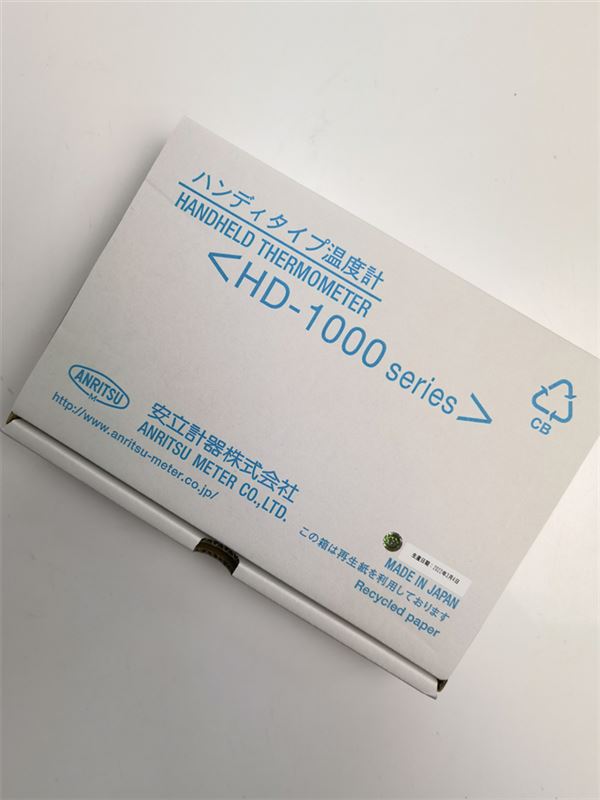 ハンディタイプ温度計
HANDHELD THERMOMETER
<HD-1000 series>
CB
ANRITSU
M
安立計器株式会社
ANRITSU METER CO.,LTD.
http://www.anritsu-meter.co.jp/
MADE IN JAPAN
この箱は再生紙を利用しております
Recycled paper